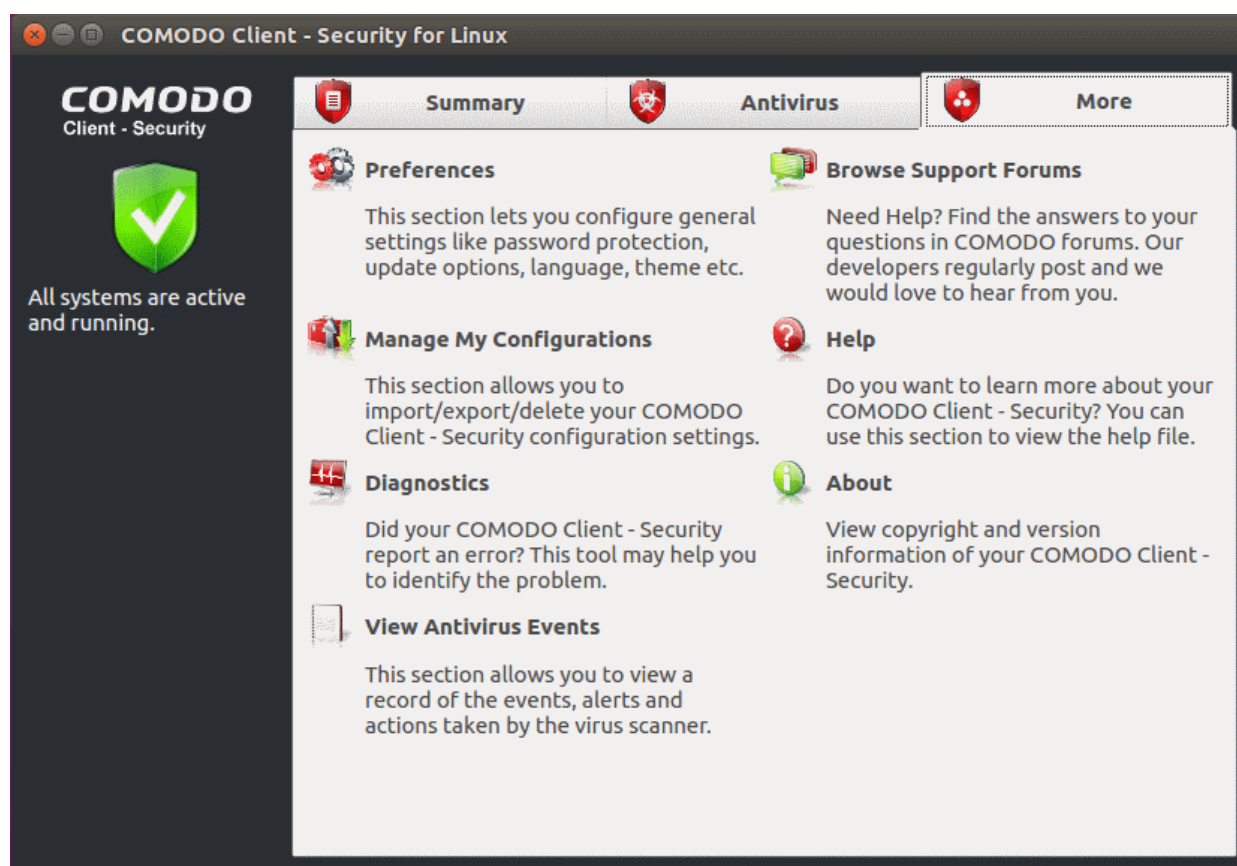 COMODO Client - Security for Linux
COMODO
Client - Security
All systems are active
and running.
Summary
Antivirus
More
Preferences
This section lets you configure general
settings like password protection,
update options, language, theme etc.
Manage My Configurations
This section allows you to
import/export/delete your COMODO
Client - Security configuration settings.
Diagnostics
Did your COMODO Client - Security
report an error? This tool may help you
to identify the problem.
View Antivirus Events
This section allows you to view a
record of the events, alerts and
actions taken by the virus scanner.
Browse Support Forums
Need Help? Find the answers to your
questions in COMODO forums. Our
developers regularly post and we
would love to hear from you.
Help
Do you want to learn more about your
COMODO Client - Security? You can
use this section to view the help file.
About
View copyright and version
information of your COMODO Client -
Security.